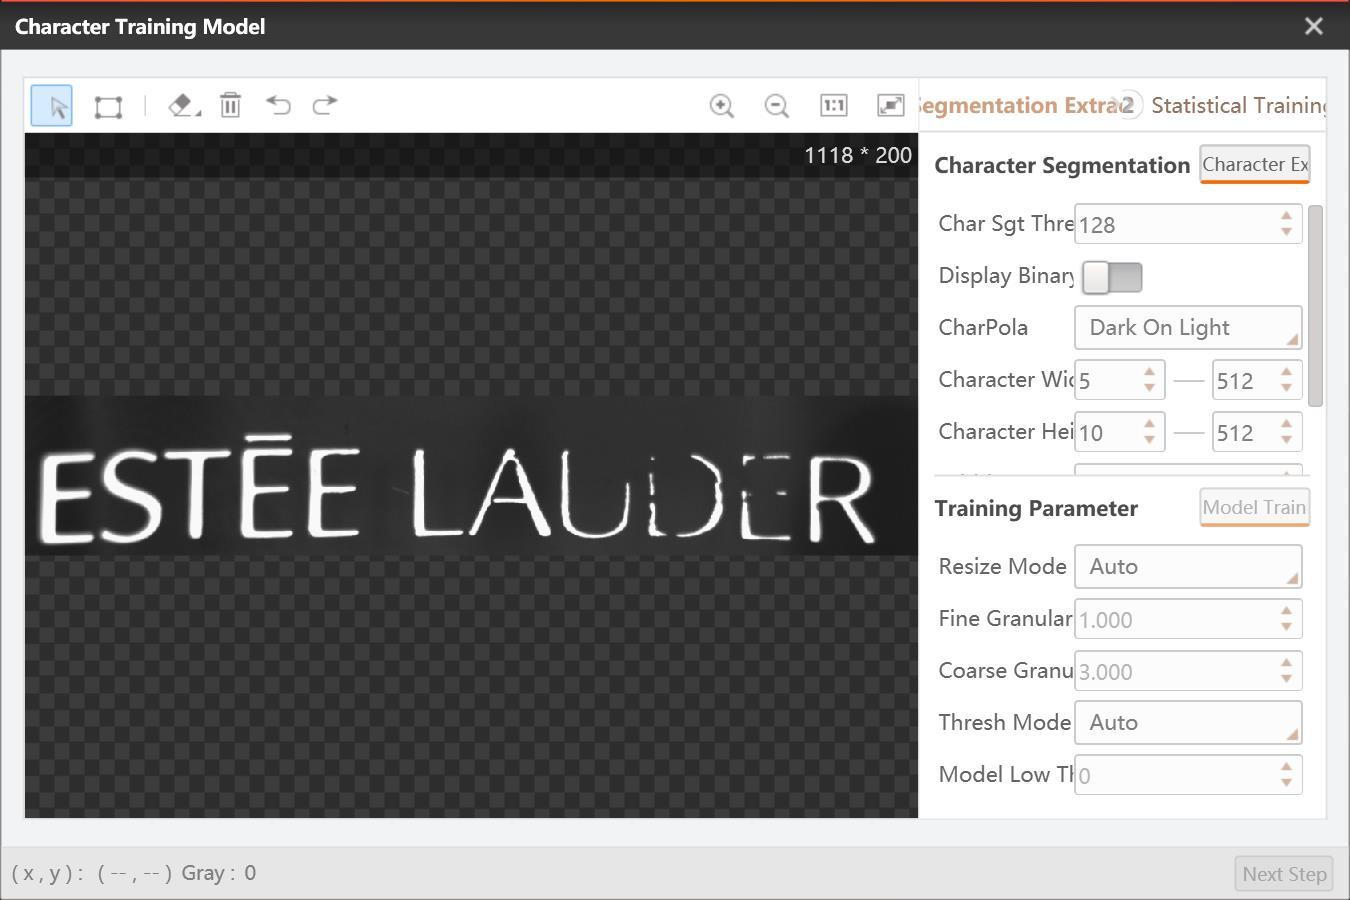 Character Training Model
1:1
Segmentation Extrac
2
Statistical Training
1118 * 200
Character Segmentation
Character Ex
Char Sgt Thre
128
Display Binary
CharPola
Dark On Light
Character Wid
5
512
Character Hei
10
512
ESTĒE LAUDER
Training Parameter
Model Train
Resize Mode
Auto
Fine Granular
1.000
Coarse Granu
3.000
Thresh Mode
Auto
Model Low Th
0
( x , y ) : ( -- , -- ) Gray : 0
Next Step